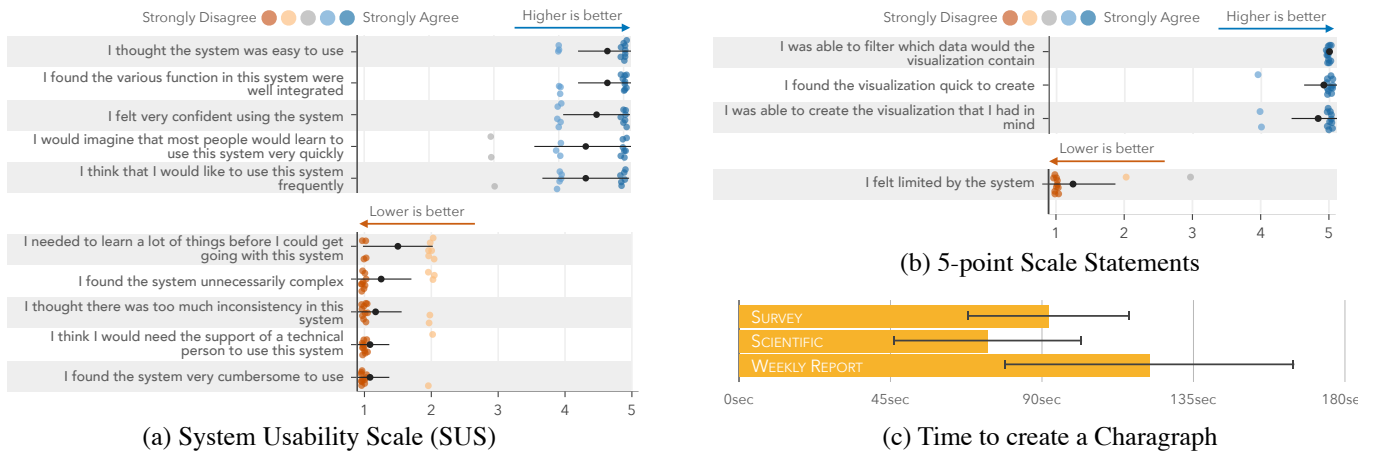 Strongly Disagree Strongly Agree
Higher is better
I thought the system was easy to use
I found the various function in this system were
well integrated
I felt very confident using the system
I would imagine that most people would learn to
use this system very quickly
I think that I would like to use this system
frequently
Lower is better
I needed to learn a lot of things before I could get
going with this system
I found the system unnecessarily complex
I thought there was too much inconsistency in this
system
I think I would need the support of a technical
person to use this system
I found the system very cumbersome to use
1 2 3 4 5
(a) System Usability Scale (SUS)
Strongly Disagree Strongly Agree
Higher is better
I was able to filter which data would the
visualization contain
I found the visualization quick to create
I was able to create the visualization that I had in
mind
Lower is better
I felt limited by the system
1 2 3 4 5
(b) 5-point Scale Statements
SURVEY
SCIENTIFIC
WEEKLY REPORT
0sec 45sec 90sec 135sec 180se
(c) Time to create a Charagraph